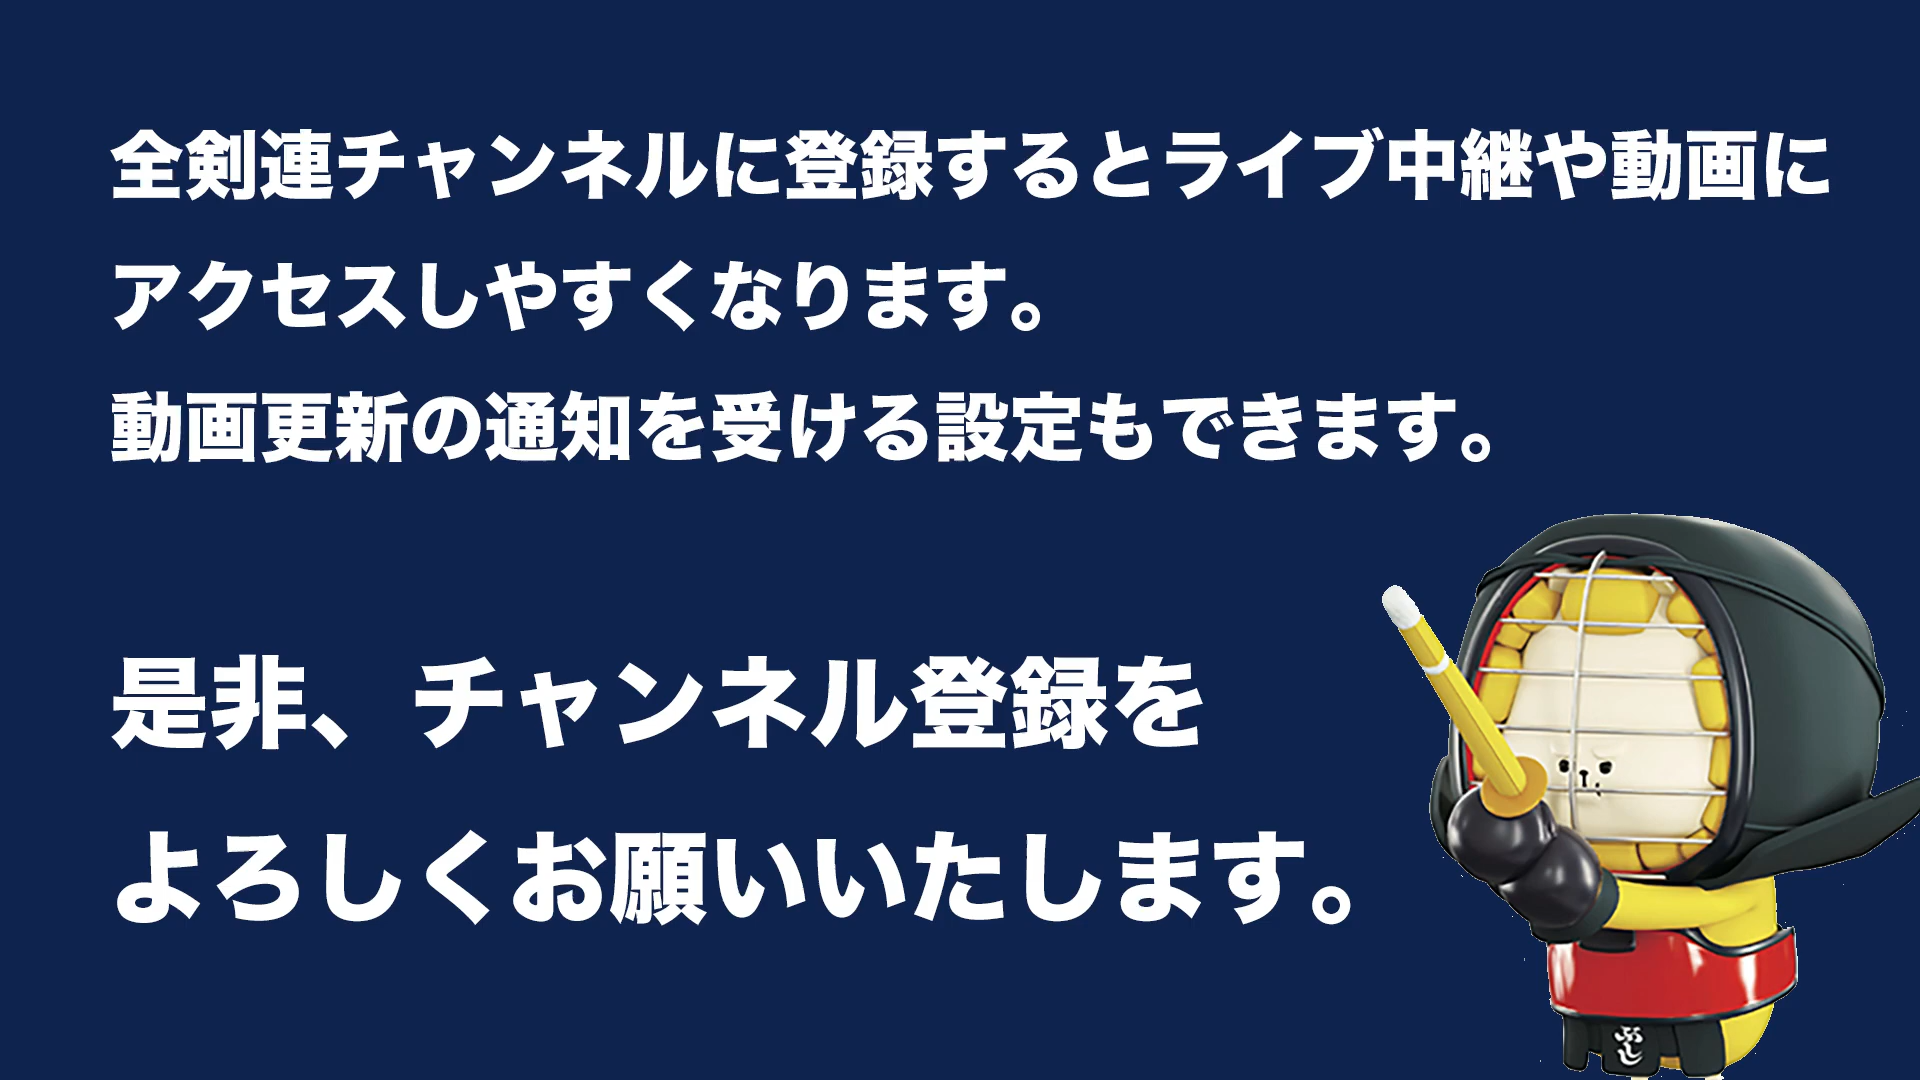 全剣連チャンネルに登録するとライブ中継や動画に
アクセスしやすくなります。
動画更新の通知を受ける設定もできます。
是非、チャンネル登録を
よろしくお願いいたします。
ぶし